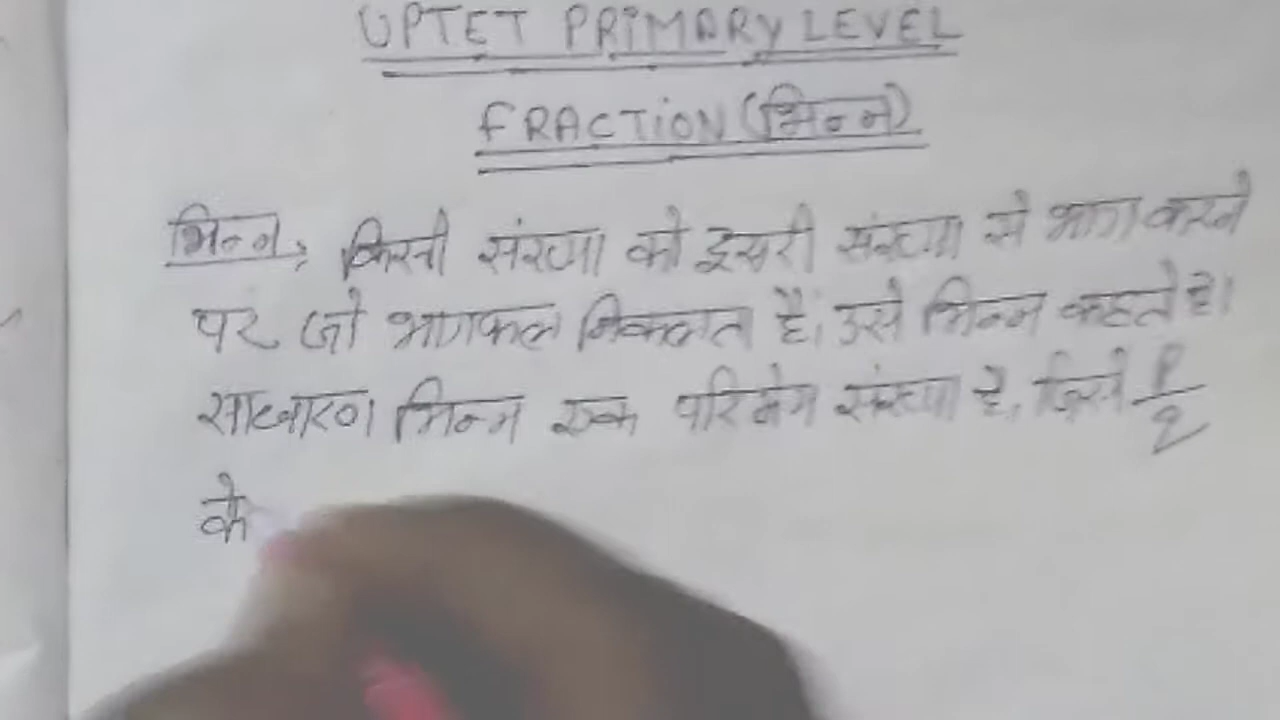 UPTET PRIMARY LEVEL
FRACTION (भिन्न)
भिन्न; किसी संख्या को दूसरी संख्या से भाग करने
पर जो भागफल निकलत है, उसे भिन्न कहते है।
साधारण भिन्न एक परिमेय संख्या है, जिसे P/q
के